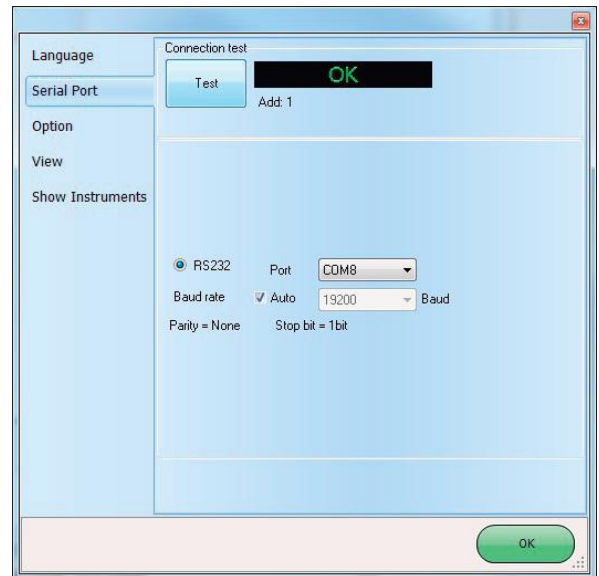 Language
Serial Port
Option
View
Show Instruments
Connection test
Test
OK
Add: 1
RS232 Port COM8
Baud rate Auto 19200 Baud
Parity = None Stop bit = 1bit
OK